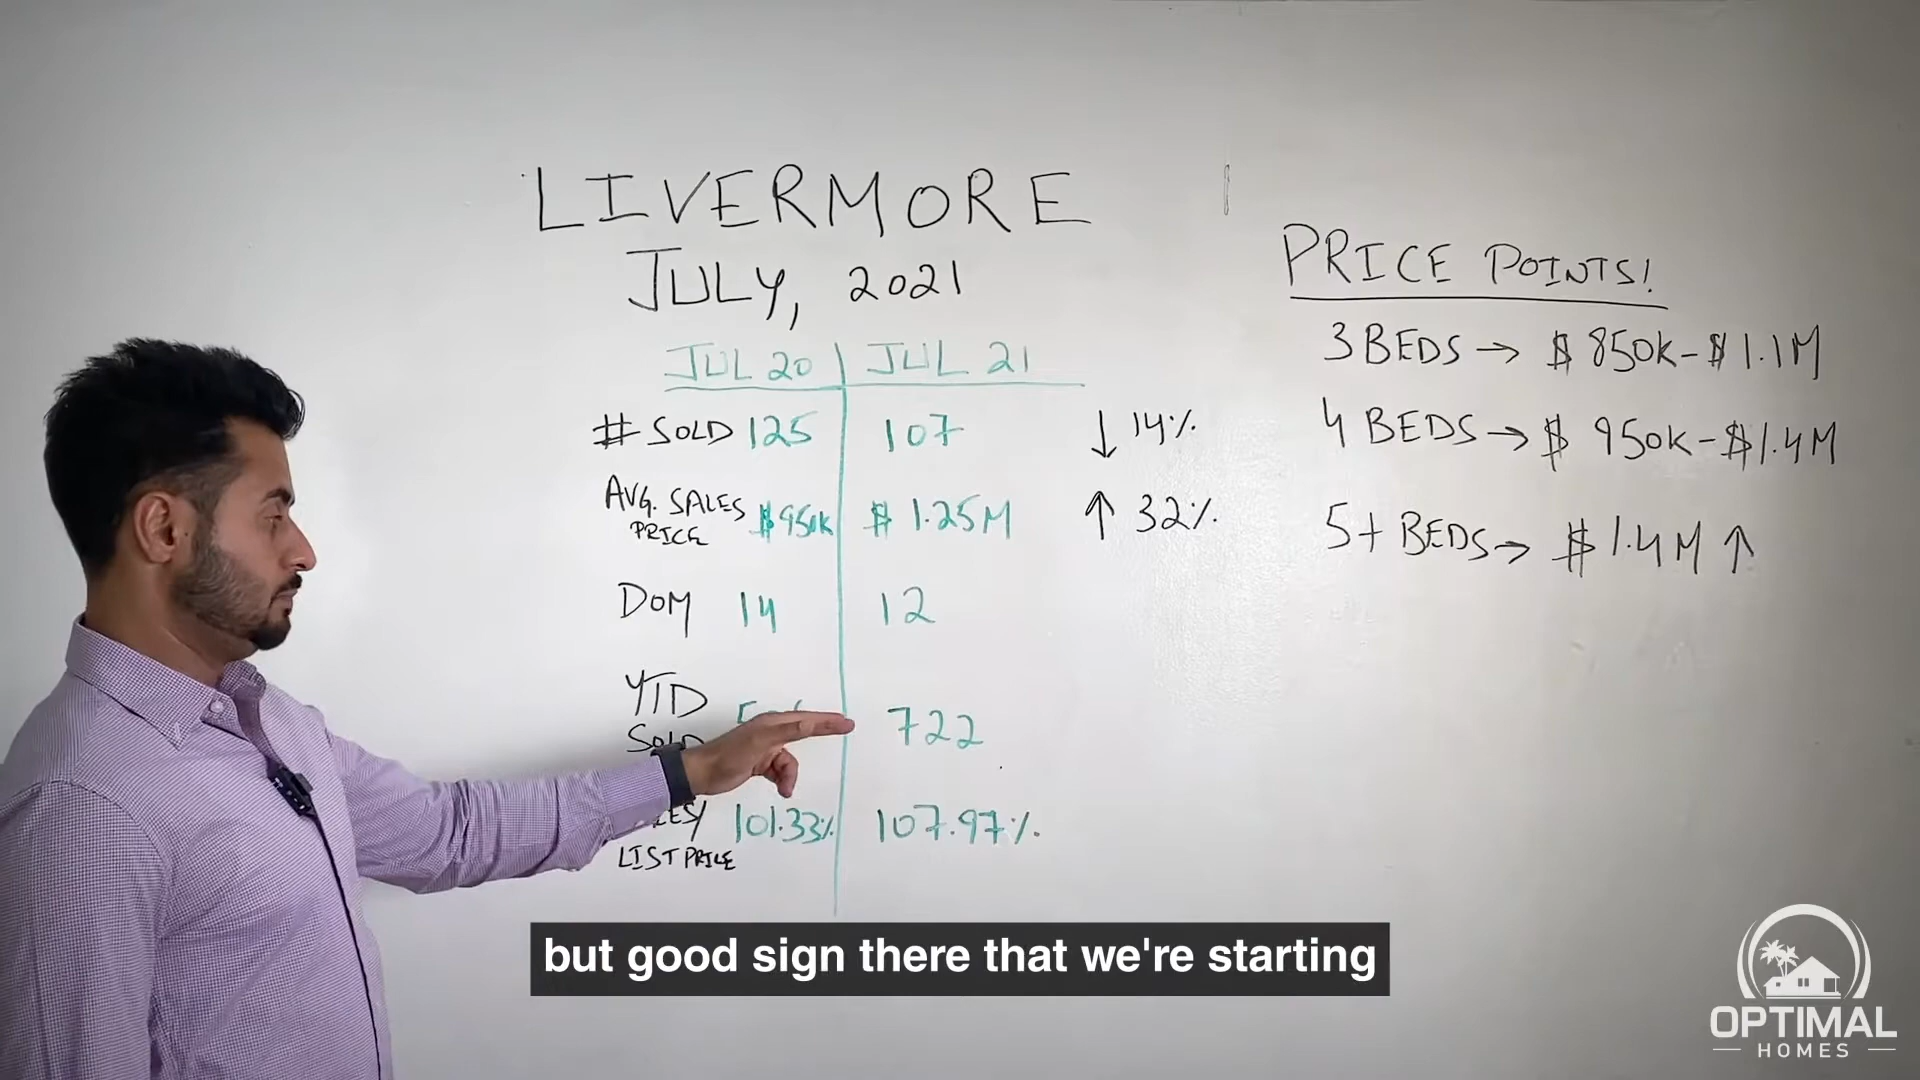 LIVERMORE
JULY, 2021
JUL 20 JUL 21
# SOLD 125 107 ↓ 14%
AVG. SALES PRICE $950K $1.25M ↑ 32%
DOM 14 12
YTD SOLD 722
101.33% 107.97%
LIST PRICE
PRICE POINTS!
3 BEDS → $850K-$1.1M
4 BEDS → $950K-$1.4M
5+ BEDS → $1.4M ↑
but good sign there that we're starting
OPTIMAL
HOMES